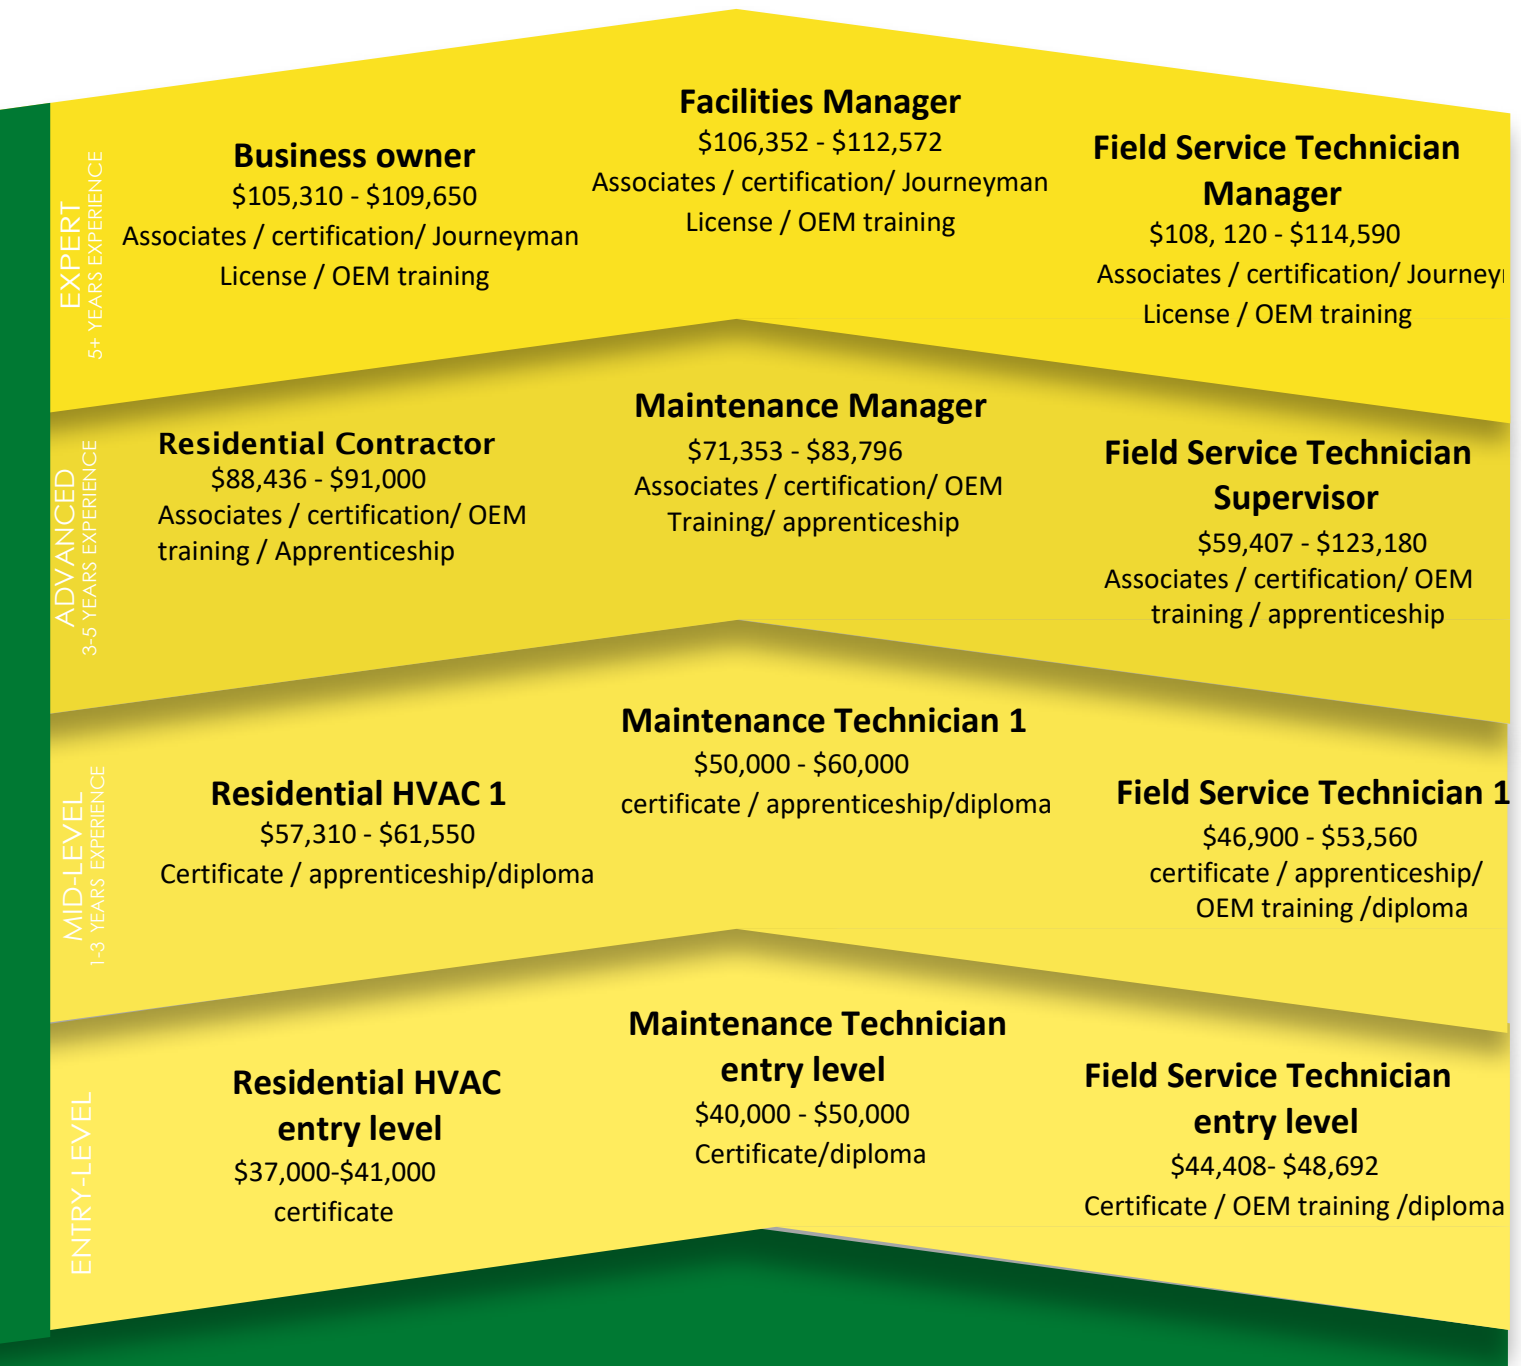 EXPERT
5+ YEARS EXPERIENCE
Business owner
$105,310 - $109,650
Associates / certification/ Journeyman
License / OEM training
Facilities Manager
$106,352 - $112,572
Associates / certification/ Journeyman
License / OEM training
Field Service Technician
Manager
$108, 120 - $114,590
Associates / certification/
License / OEM training
ADVANCED
3-5 YEARS EXPERIENCE
Residential Contractor
$88,436 - $91,000
Associates / certification/ OEM
training / Apprenticeship
Maintenance Manager
$71,353 - $83,796
Associates / certification/ OEM
Training/ apprenticeship
Field Service Technician
Supervisor
$59,407 - $123,180
Associates / certification/ OEM
training / apprenticeship
MID-LEVEL
1-3 YEARS EXPERIENCE
Residential HVAC 1
$57,310 - $61,550
Certificate / apprenticeship/diploma
Maintenance Technician 1
$50,000 - $60,000
certificate / apprenticeship/diploma
Field Service Technician 1
$46,900 - $53,560
certificate / apprenticeship/
OEM training /diploma
ENTRY-LEVEL
Residential HVAC
entry level
$37,000-$41,000
certificate
Maintenance Technician
entry level
$40,000 - $50,000
Certificate/diploma
Field Service Technician
entry level
$44,408- $48,692
Certificate / OEM training /diploma